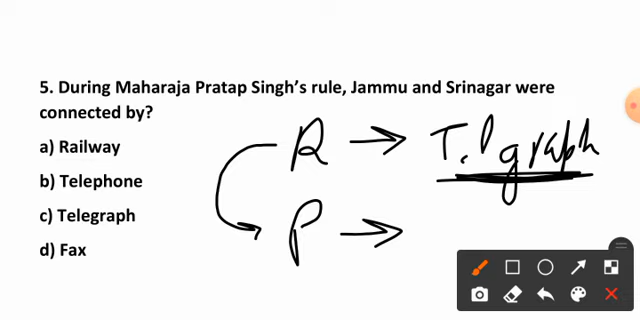 5. During Maharaja Pratap Singh's rule, Jammu and Srinagar were
connected by?
a) Railway
b) Telephone
c) Telegraph
d) Fax
R → Telgraph
P →